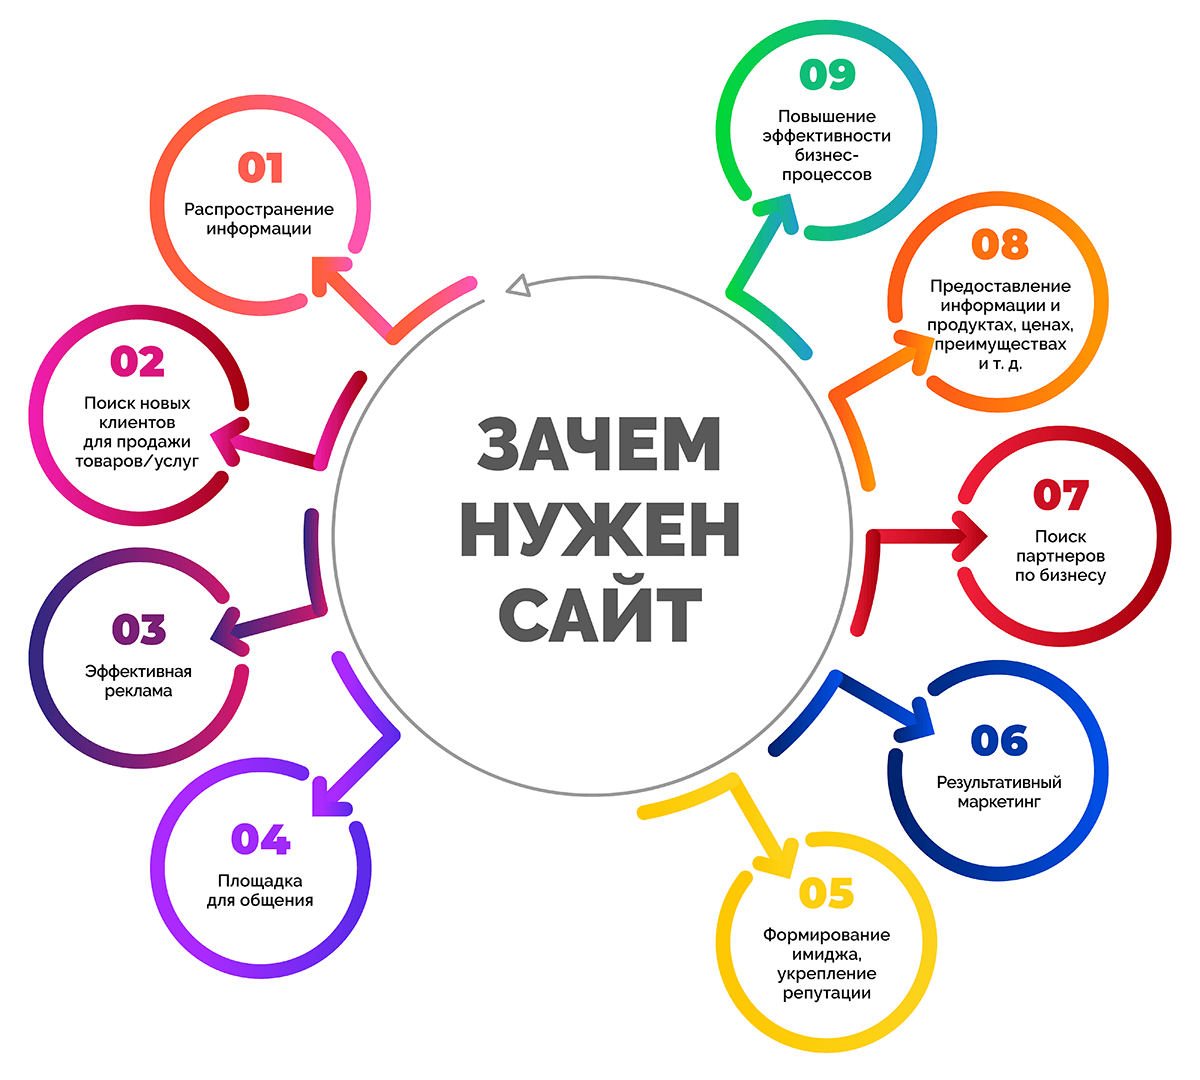 ЗАЧЕМ
НУЖЕН
САЙТ
01
Распространение
информации
02
Поиск новых
клиентов
для продажи
товаров/услуг
03
Эффективная
реклама
04
Площадка
для общения
05
Формирование
имиджа,
укрепление
репутации
06
Результативный
маркетинг
07
Поиск
партнеров
по бизнесу
08
Предоставление
информации и
продуктах, ценах,
преимуществах
и т. д.
09
Повышение
эффективности
бизнес-
процессов